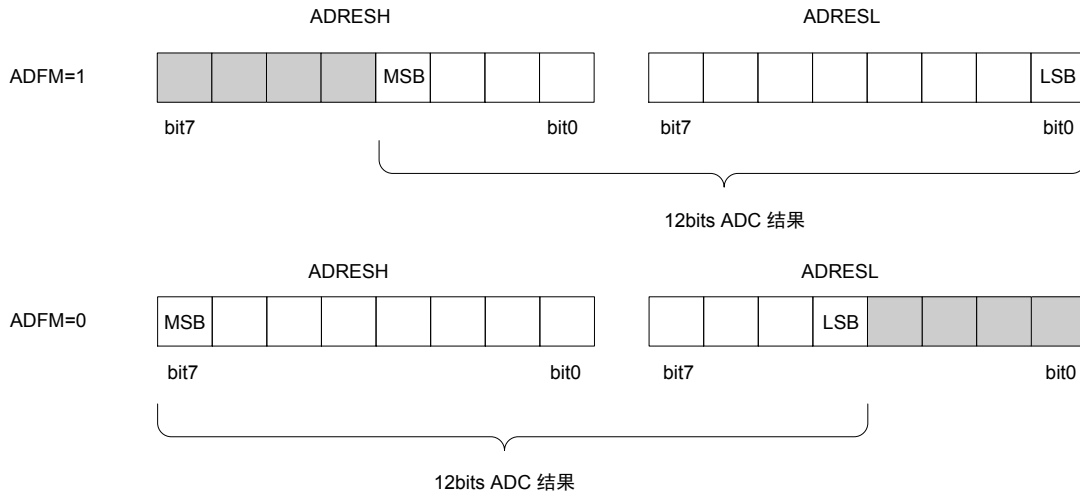 ADRESH ADRESL
ADFM=1 MSB LSB
bit7 bit0 bit7 bit0
12bits ADC 结果
ADRESH ADRESL
ADFM=0 MSB LSB
bit7 bit0 bit7 bit0
12bits ADC 结果